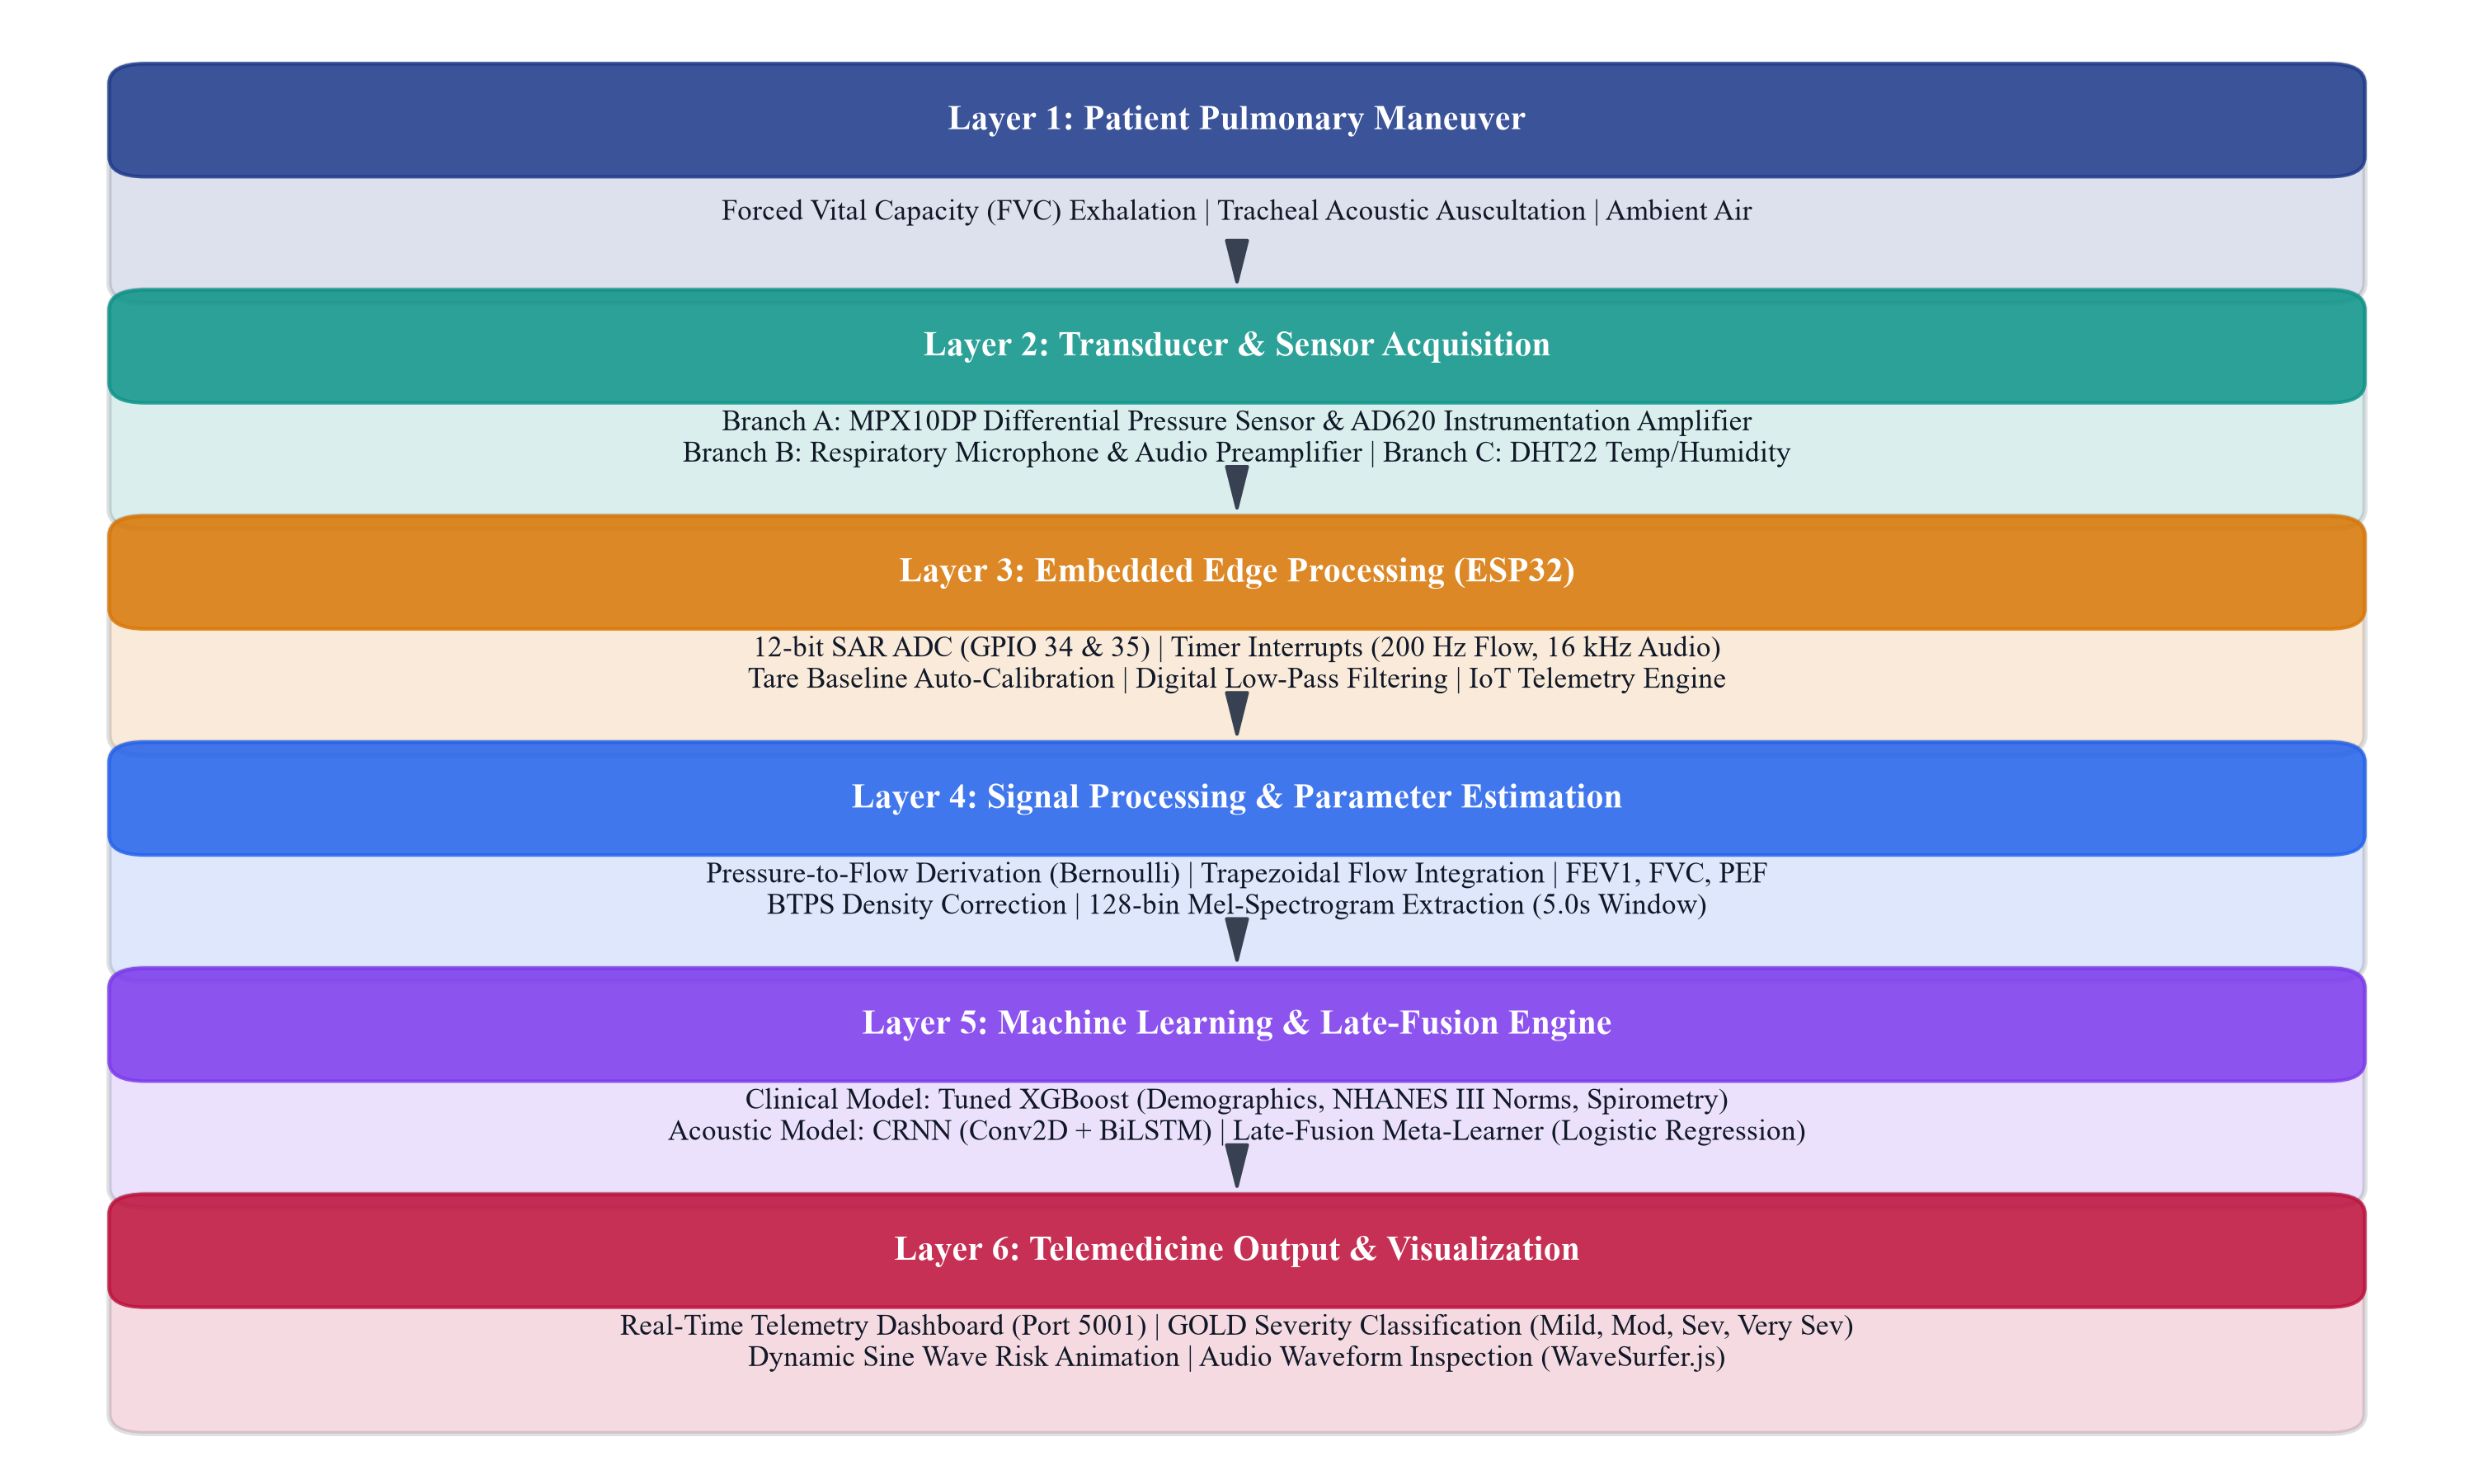 Layer 1: Patient Pulmonary Maneuver
Forced Vital Capacity (FVC) Exhalation | Tracheal Acoustic Auscultation | Ambient Air
Layer 2: Transducer & Sensor Acquisition
Branch A: MPX10DP Differential Pressure Sensor & AD620 Instrumentation Amplifier
Branch B: Respiratory Microphone & Audio Preamplifier | Branch C: DHT22 Temp/Humidity
Layer 3: Embedded Edge Processing (ESP32)
12-bit SAR ADC (GPIO 34 & 35) | Timer Interrupts (200 Hz Flow, 16 kHz Audio)
Tare Baseline Auto-Calibration | Digital Low-Pass Filtering | IoT Telemetry Engine
Layer 4: Signal Processing & Parameter Estimation
Pressure-to-Flow Derivation (Bernoulli) | Trapezoidal Flow Integration | FEV1, FVC, PEF
BTPS Density Correction | 128-bin Mel-Spectrogram Extraction (5.0s Window)
Layer 5: Machine Learning & Late-Fusion Engine
Clinical Model: Tuned XGBoost (Demographics, NHANES III Norms, Spirometry)
Acoustic Model: CRNN (Conv2D + BiLSTM) | Late-Fusion Meta-Learner (Logistic Regression)
Layer 6: Telemedicine Output & Visualization
Real-Time Telemetry Dashboard (Port 5001) | GOLD Severity Classification (Mild, Mod, Sev, Very Sev)
Dynamic Sine Wave Risk Animation | Audio Waveform Inspection (WaveSurfer.js)